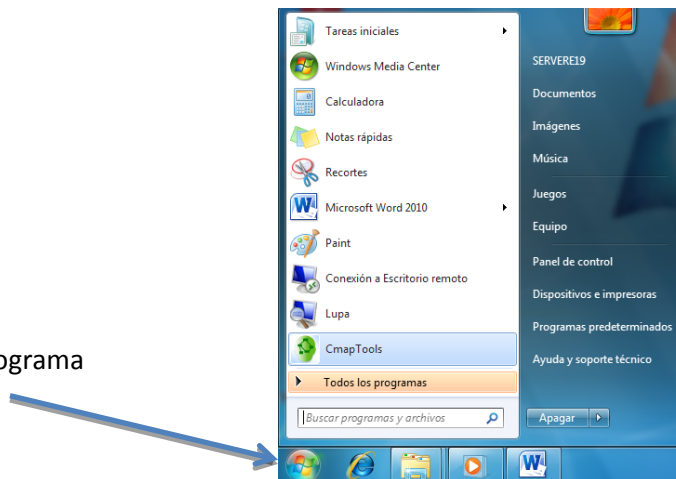 Tareas iniciales
Windows Media Center
Calculadora
Notas rápidas
Recortes
Microsoft Word 2010
Paint
Conexión a Escritorio remoto
Lupa
CmapTools
Todos los programas
Buscar programas y archivos
SERVERE19
Documentos
Imágenes
Música
Juegos
Equipo
Panel de control
Dispositivos e impresoras
Programas predeterminados
Ayuda y soporte técnico
Apagar
ograma